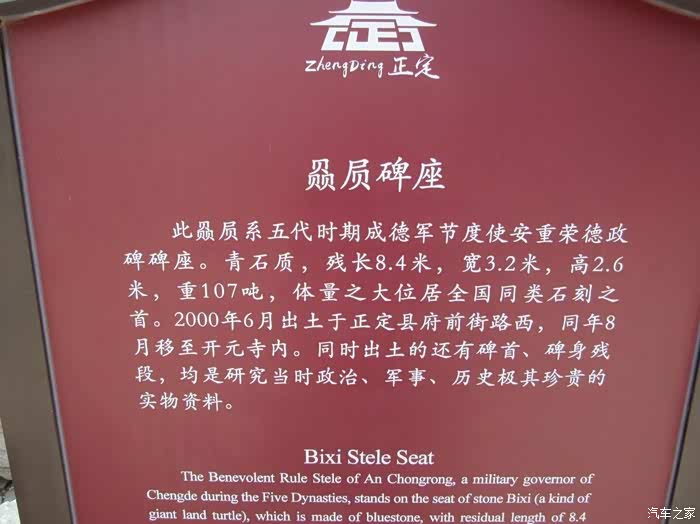 ZhengDing 正定
赑屃碑座
此赑屃系五代时期成德军节度使安重荣德政
碑碑座。青石质，残长8.4米，宽3.2米，高2.6
米，重107吨，体量之大位居全国同类石刻之
首。2000年6月出土于正定县府前街路西，同年8
月移至开元寺内。同时出土的还有碑首、碑身残
段，均是研究当时政治、军事、历史极其珍贵的
实物资料。
Bixi Stele Seat
The Benevolent Rule Stele of An Chongrong, a military governor of
Chengde during the Five Dynasties, stands on the seat of stone Bixi (a kind of
giant land turtle), which is made of bluestone, with residual length of 8.4
汽车之家